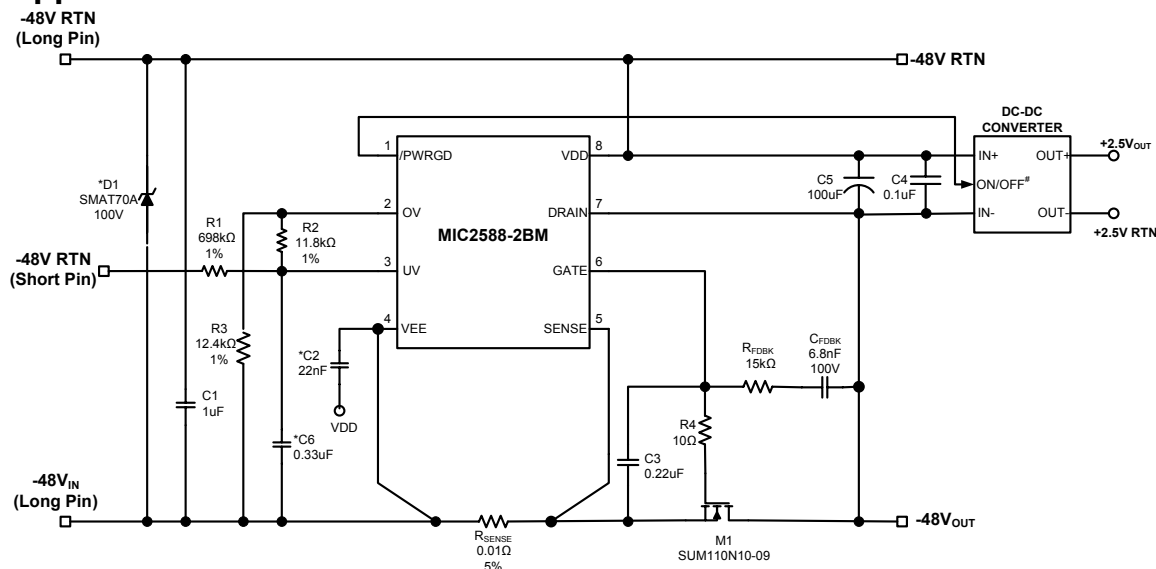 -48V RTN
(Long Pin)
-48V RTN
DC-DC
CONVERTER
1
/PWRGD
VDD
8
IN+
OUT+
+2.5VOUT
ON/OFF#
C5
100uF
C4
0.1uF
*D1
SMAT70A
100V
2
OV
DRAIN
7
IN-
OUT-
+2.5V RTN
R1
698kΩ
1%
R2
11.8kΩ
1%
MIC2588-2BM
-48V RTN
(Short Pin)
3
UV
GATE
6
R3
12.4kΩ
1%
4
VEE
SENSE
5
*C2
22nF
VDD
RFDBK
15kΩ
CFDBK
6.8nF
100V
C1
1uF
*C6
0.33uF
R4
10Ω
C3
0.22uF
-48VIN
(Long Pin)
-48VOUT
RSENSE
0.01Ω
5%
M1
SUM110N10-09